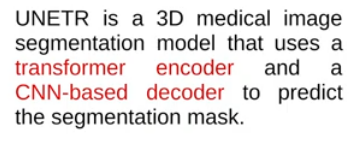 UNETR is a 3D medical image
segmentation model that uses a
transformer encoder and a
CNN-based decoder to predict
the segmentation mask.